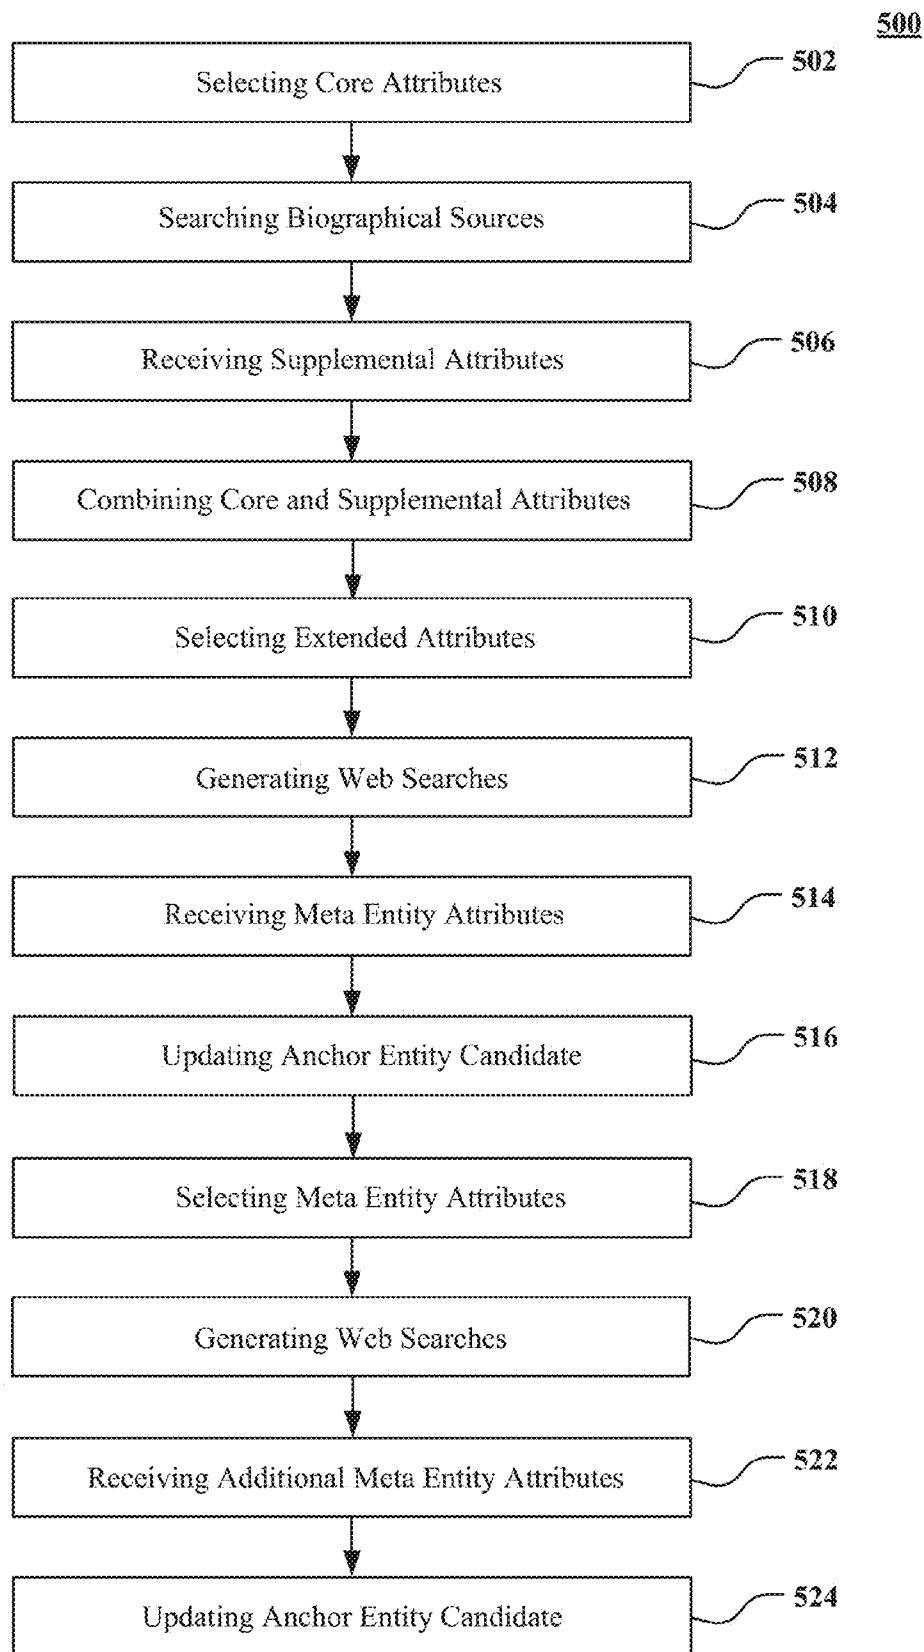 500
Selecting Core Attributes
502
Searching Biographical Sources
504
Receiving Supplemental Attributes
506
Combining Core and Supplemental Attributes
508
Selecting Extended Attributes
510
Generating Web Searches
512
Receiving Meta Entity Attributes
514
Updating Anchor Entity Candidate
516
Selecting Meta Entity Attributes
518
Generating Web Searches
520
Receiving Additional Meta Entity Attributes
522
Updating Anchor Entity Candidate
524